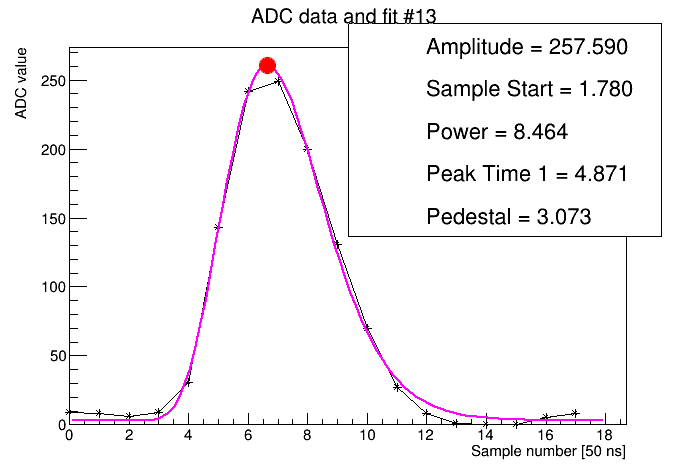 ADC data and fit #13
Amplitude = 257.590
Sample Start = 1.780
Power = 8.464
Peak Time 1 = 4.871
Pedestal = 3.073
ADC value
250
200
150
100
50
0
0 2 4 6 8 10 12 14 16 18
Sample number [50 ns]